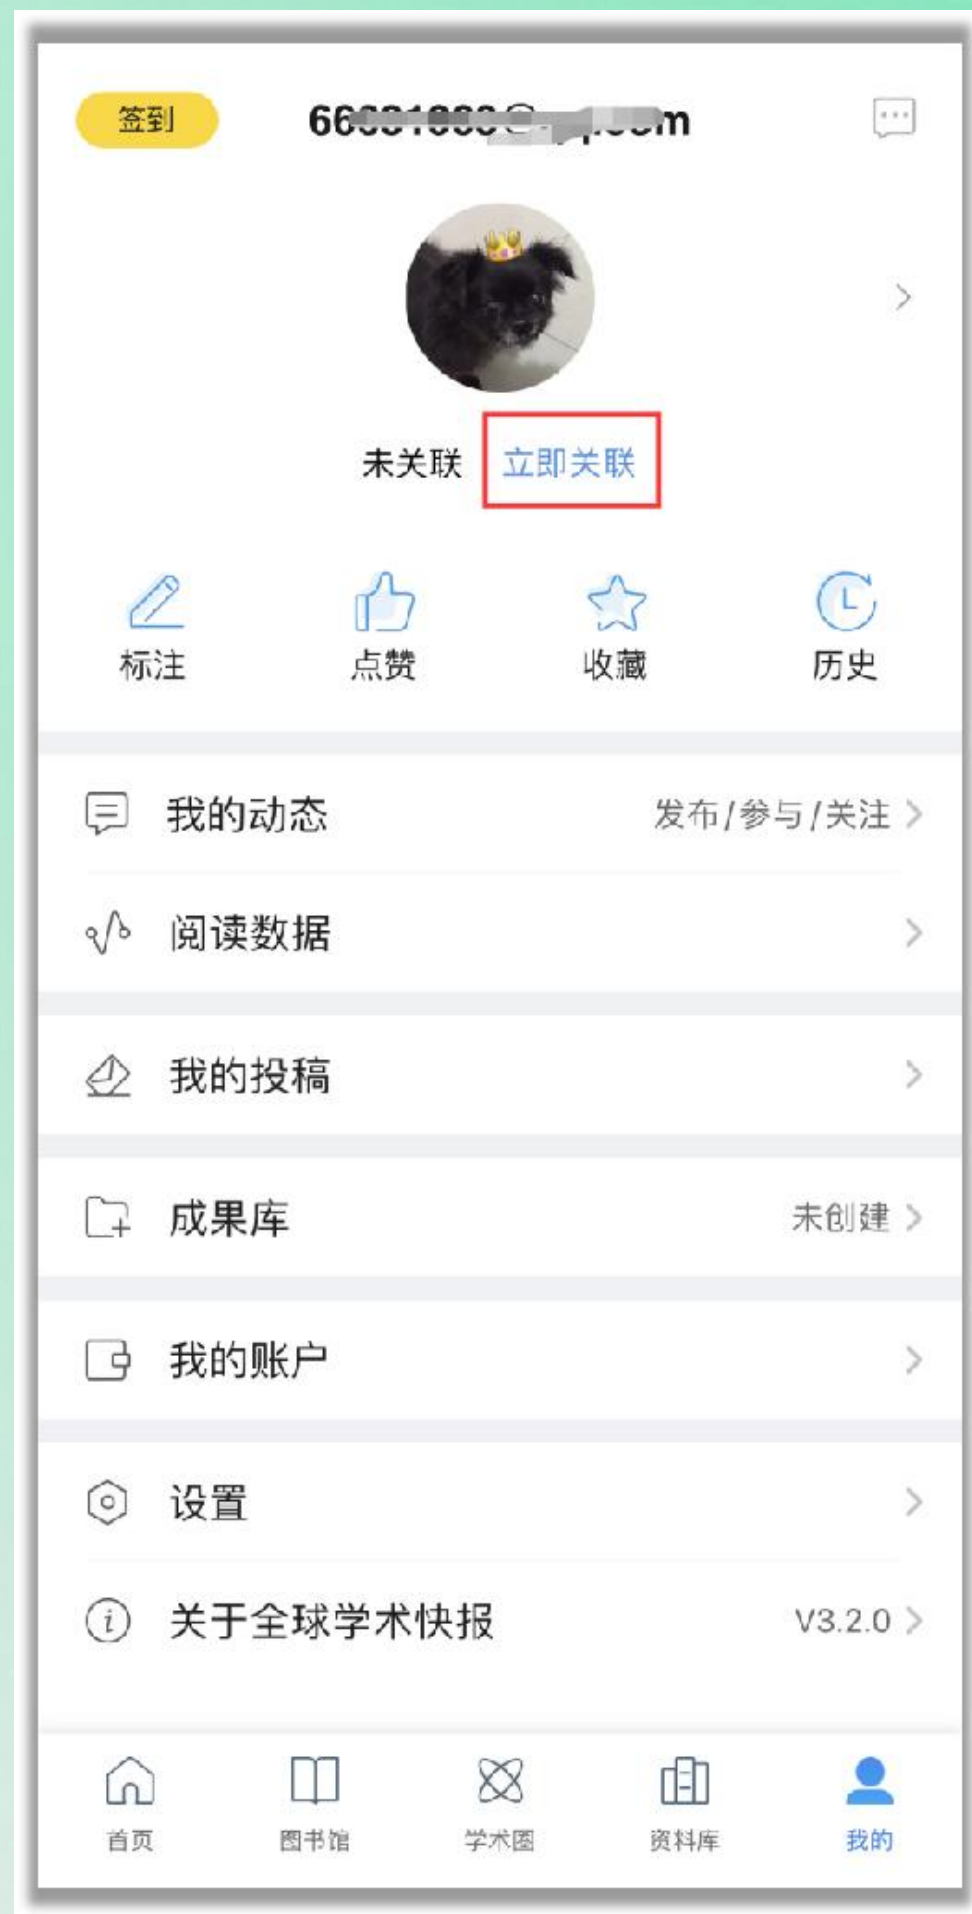 签到
未关联 立即关联
标注 点赞 收藏 历史
我的动态 发布/参与/关注
阅读数据
我的投稿
成果库 未创建
我的账户
设置
关于全球学术快报 V3.2.0
首页 图书馆 学术圈 资料库 我的